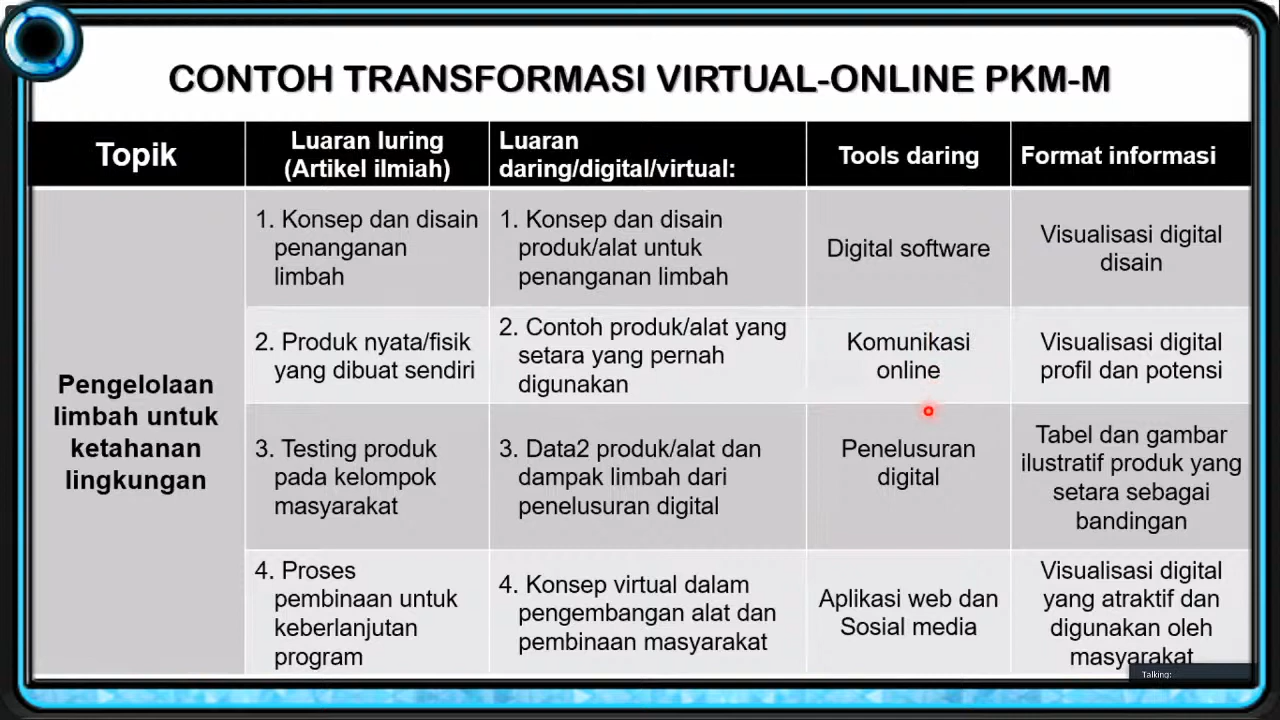 CONTOH TRANSFORMASI VIRTUAL-ONLINE PKM-M
Topik
Luaran luring
(Artikel ilmiah)
Luaran
daring/digital/virtual:
Tools daring
Format informasi
Pengelolaan
limbah untuk
ketahanan
lingkungan
1. Konsep dan disain
penanganan
limbah
1. Konsep dan disain
produk/alat untuk
penanganan limbah
Digital software
Visualisasi digital
disain
2. Produk nyata/fisik
yang dibuat sendiri
2. Contoh produk/alat yang
setara yang pernah
digunakan
Komunikasi
online
Visualisasi digital
profil dan potensi
3. Testing produk
pada kelompok
masyarakat
3. Data2 produk/alat dan
dampak limbah dari
penelusuran digital
Penelusuran
digital
Tabel dan gambar
ilustratif produk yang
setara sebagai
bandingan
4. Proses
pembinaan untuk
keberlanjutan
program
4. Konsep virtual dalam
pengembangan alat dan
pembinaan masyarakat
Aplikasi web dan
Sosial media
Visualisasi digital
yang atraktif dan
digunakan oleh
masyarakat
Talking: